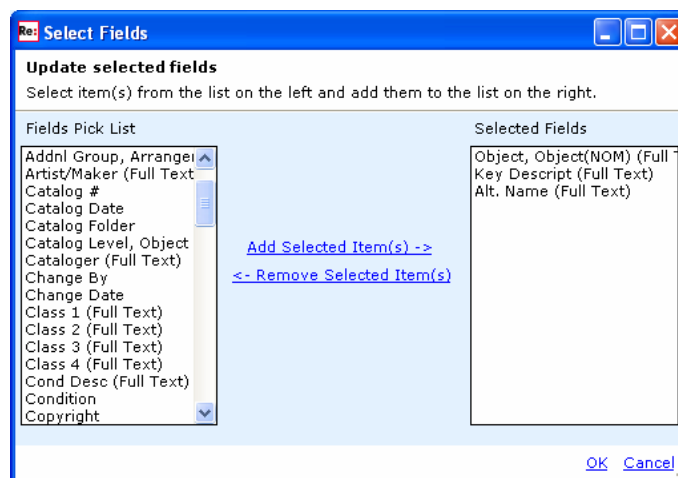 Re: Select Fields
Update selected fields
Select item(s) from the list on the left and add them to the list on the right.
Fields Pick List
Addnl Group, Arranger
Artist/Maker (Full Text
Catalog #
Catalog Date
Catalog Folder
Catalog Level, Object
Cataloger (Full Text)
Change By
Change Date
Class 1 (Full Text)
Class 2 (Full Text)
Class 3 (Full Text)
Class 4 (Full Text)
Cond Desc (Full Text)
Condition
Copyright
Add Selected Item(s) ->
<- Remove Selected Item(s)
Selected Fields
Object, Object(NOM) (Full T
Key Descript (Full Text)
Alt. Name (Full Text)
OK Cancel